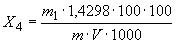 X₄ = m₁ · 1,4298 · 100 · 100 / m · V · 1000